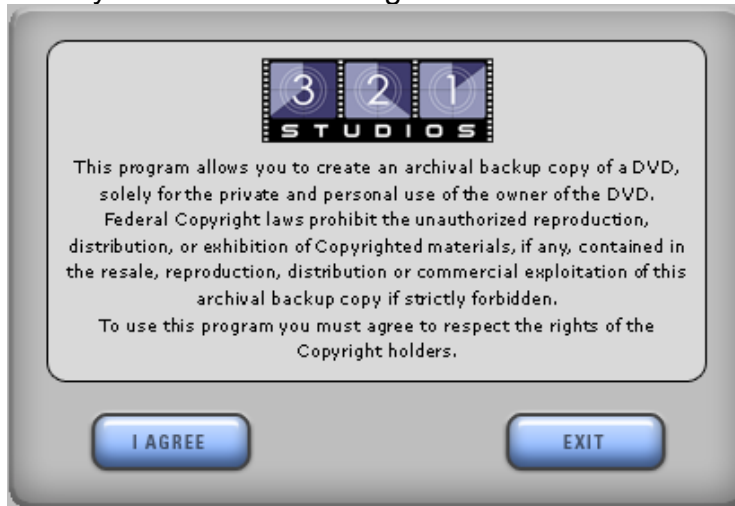 3 2 1
STUDIOS
This program allows you to create an archival backup copy of a DVD,
solely for the private and personal use of the owner of the DVD.
Federal Copyright laws prohibit the unauthorized reproduction,
distribution, or exhibition of Copyrighted materials, if any, contained in
the resale, reproduction, distribution or commercial exploitation of this
archival backup copy if strictly forbidden.
To use this program you must agree to respect the rights of the
Copyright holders.
I AGREE EXIT